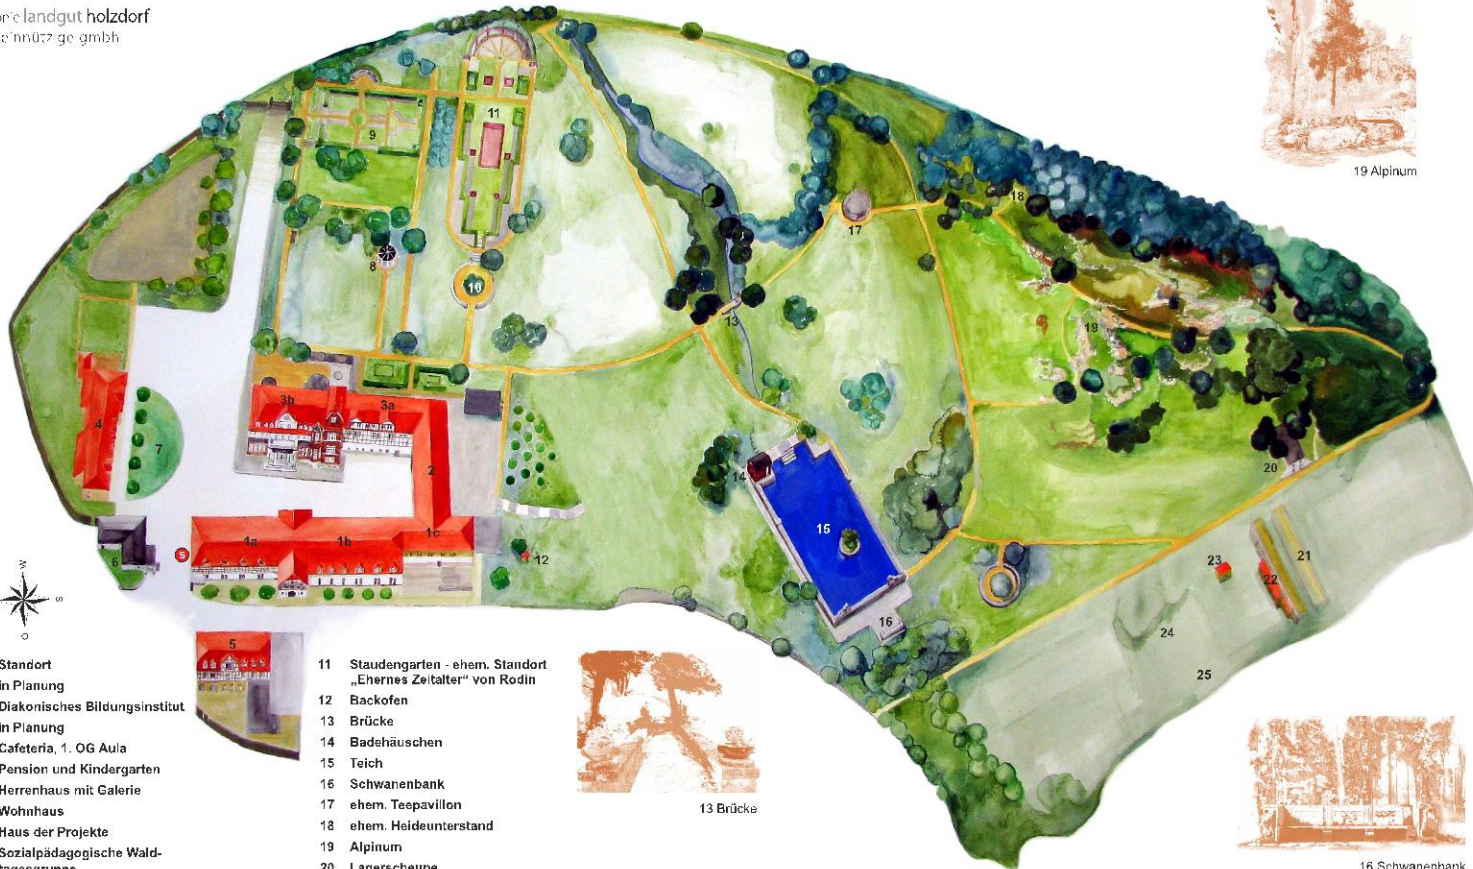 landgut holzdorf
gmbh
19 Alpinum
11
9
18
17
8
10
13
19
3b
3a
4
7
2
20
14
15
1a
1b
1c
S
6
12
23
22
21
16
24
25
5
W
S
O
Standort
in Planung
Diakonisches Bildungsinstitut
in Planung
Cafeteria, 1. OG Aula
Pension und Kindergarten
Herrenhaus mit Galerie
Wohnhaus
Haus der Projekte
Sozialpädagogische Wald-
11 Staudengarten - ehem. Standort
„Ehernes Zeitalter“ von Rodin
12 Backofen
13 Brücke
14 Badehäuschen
15 Teich
16 Schwanenbank
17 ehem. Teepavillon
18 ehem. Heideunterstand
19 Alpinum
20 Lagerscheune
13 Brücke
16 Schwanenbank